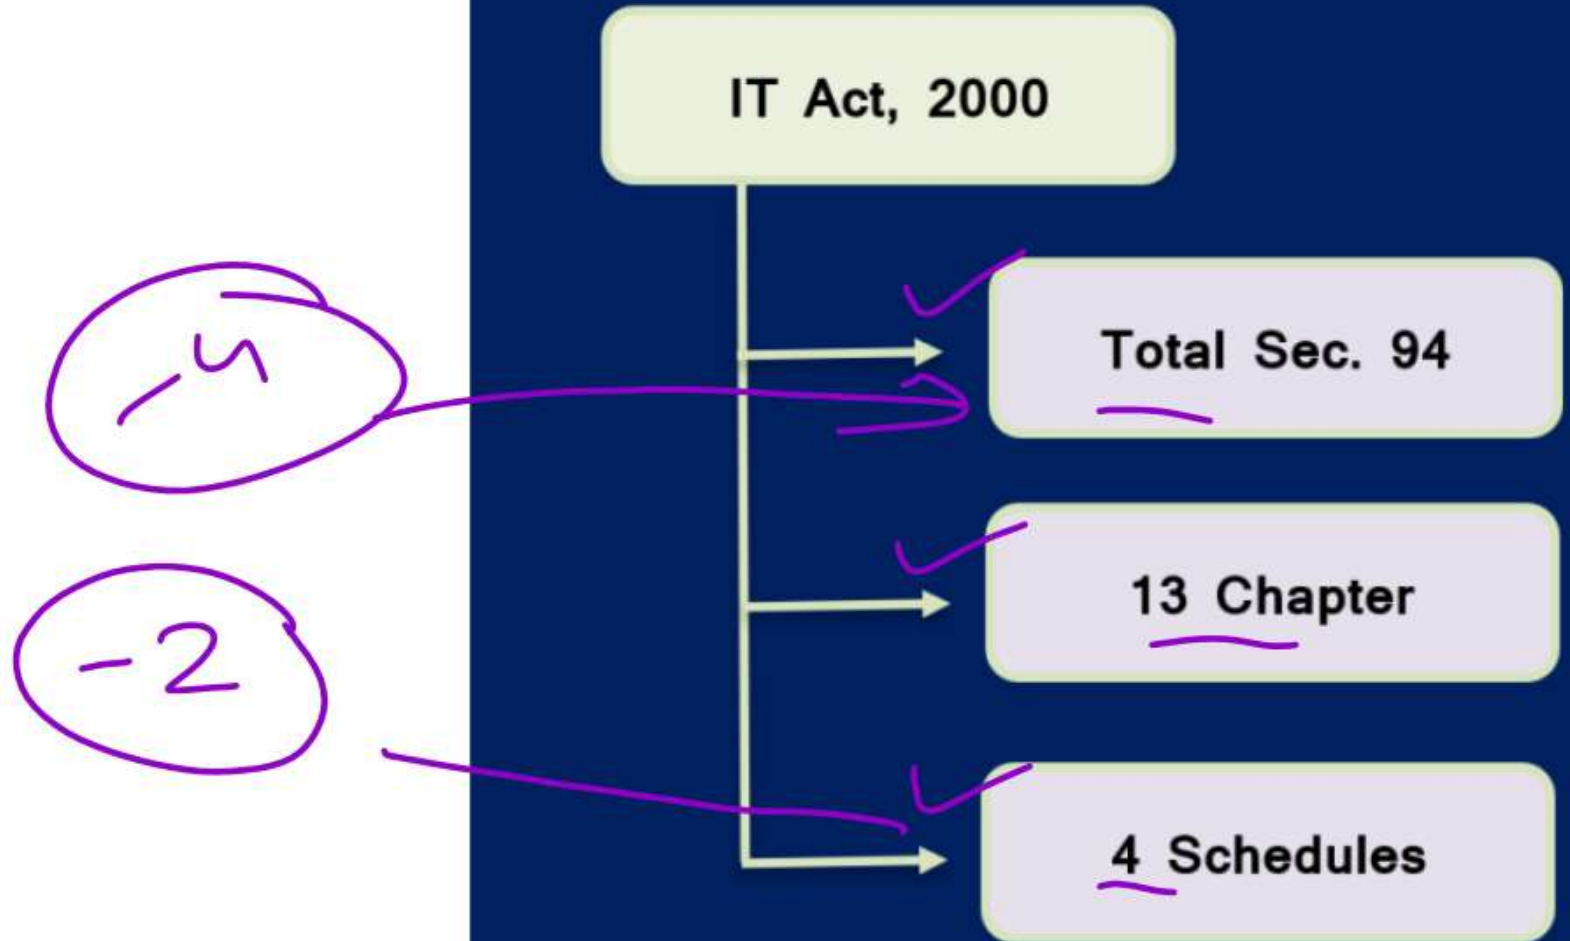 IT Act, 2000
-4
Total Sec. 94
13 Chapter
-2
4 Schedules